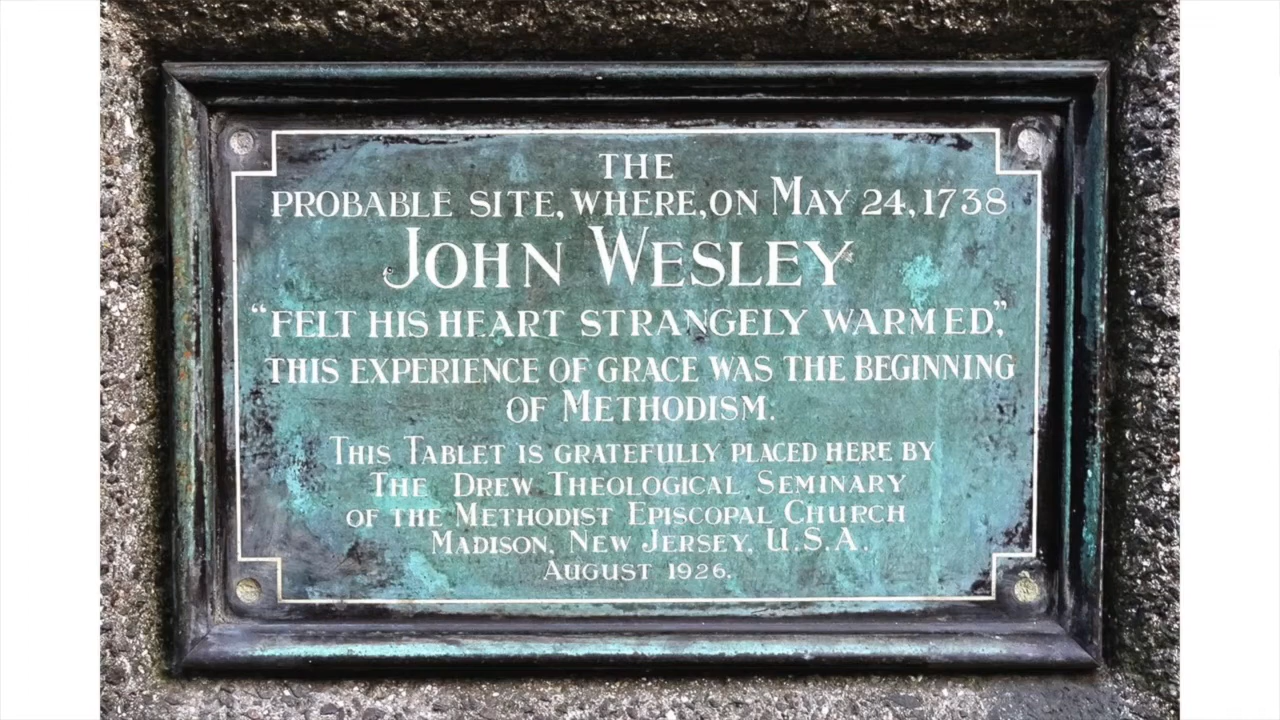 THE
PROBABLE SITE, WHERE, ON MAY 24, 1738
JOHN WESLEY
“FELT HIS HEART STRANGELY WARMED,”
THIS EXPERIENCE OF GRACE WAS THE BEGINNING
OF METHODISM.
THIS TABLET IS GRATEFULLY PLACED HERE BY
THE DREW THEOLOGICAL SEMINARY
OF THE METHODIST EPISCOPAL CHURCH
MADISON, NEW JERSEY, U.S.A.
AUGUST 1926.